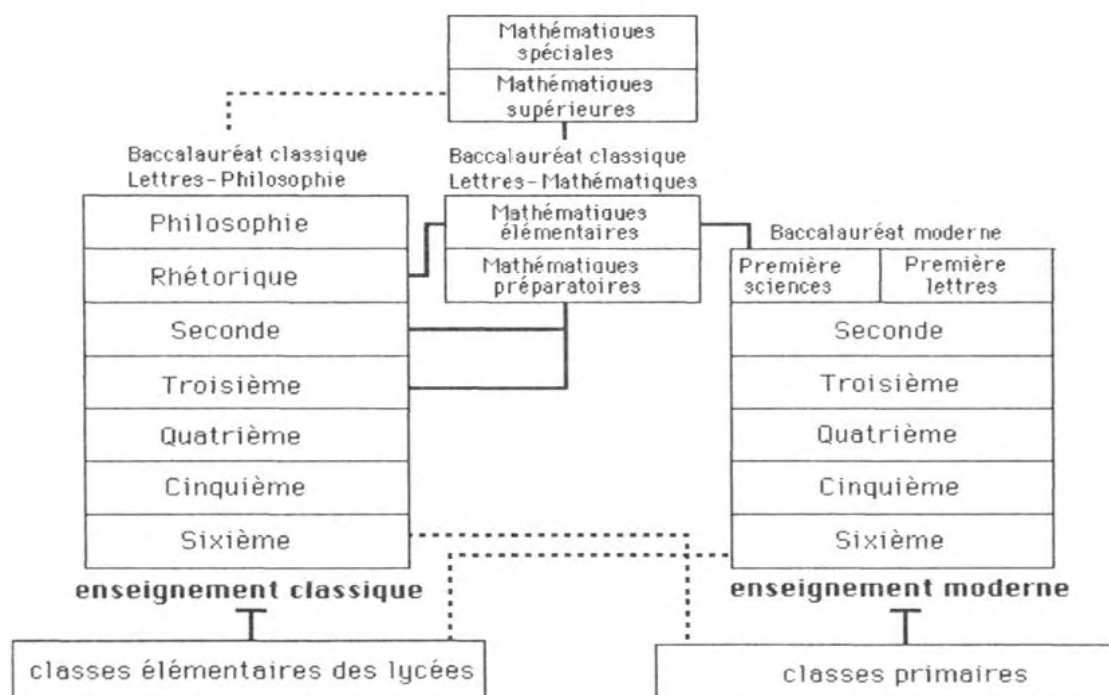 Mathématiques
spéciales
Mathématiques
supérieures
Baccalauréat classique
Lettres-Philosophie
Baccalauréat classique
Lettres-Mathématiques
Baccalauréat moderne
Philosophie
Rhétorique
Seconde
Troisième
Quatrième
Cinquième
Sixième
enseignement classique
Mathématiques
élémentaires
Mathématiques
préparatoires
Première
sciences
Première
lettres
Seconde
Troisième
Quatrième
Cinquième
Sixième
enseignement moderne
classes élémentaires des lycées
classes primaires